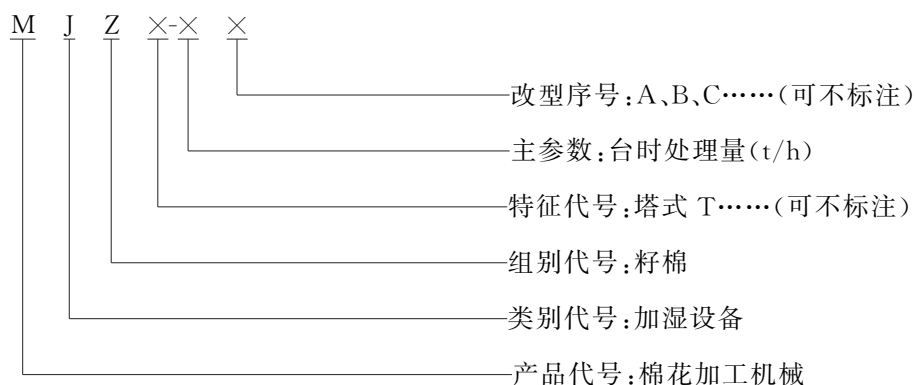 M J Z ×-× ×
改型序号:A、B、C……(可不标注)
主参数:台时处理量(t/h)
特征代号:塔式 T……(可不标注)
组别代号:籽棉
类别代号:加湿设备
产品代号:棉花加工机械